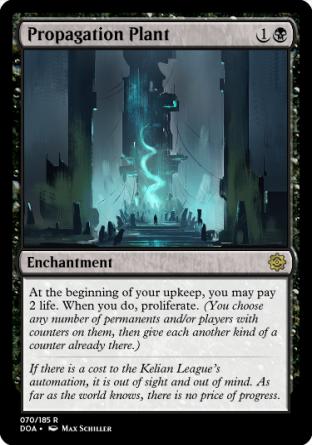 Propagation Plant 1
Enchantment
At the beginning of your upkeep, you may pay
2 life. When you do, proliferate. (You choose
any number of permanents and/or players with
counters on them, then give each another kind of a
counter already there.)
If there is a cost to the Kelian League's
automation, it is out of sight and out of mind. As
far as the world knows, there is no price of progress.
070/185 R
DOA • Max Schiller